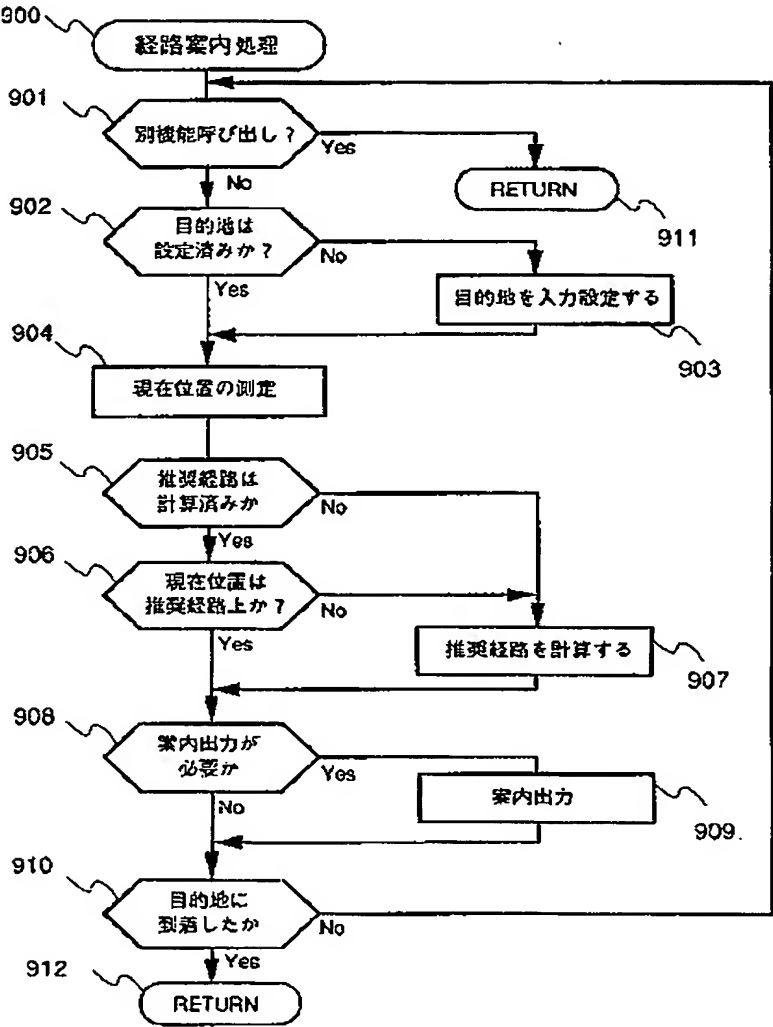 900
経路案内処理
901
別機能呼び出し？
Yes
No
RETURN
911
902
目的地は
設定済みか？
No
Yes
目的地を入力設定する
903
904
現在位置の測定
905
推奨経路は
計算済みか
No
Yes
906
現在位置は
推奨経路上か？
No
Yes
推奨経路を計算する
907
908
案内出力が
必要か
Yes
No
案内出力
909.
910
目的地に
到着したか
No
Yes
912
RETURN